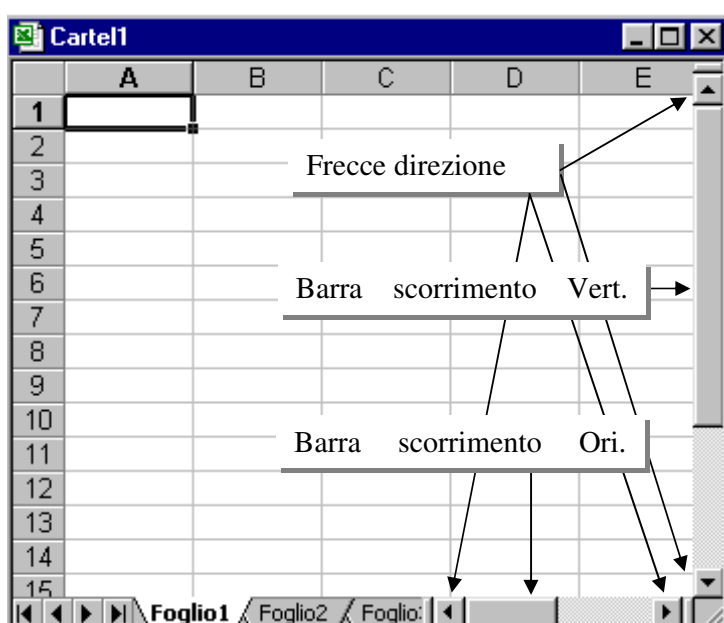 Cartel1
A B C D E
1
2
Frecce direzione
3
4
5
6
Barra scorrimento Vert.
7
8
9
10
Barra scorrimento Ori.
11
12
13
14
15
Foglio1 Foglio2 Foglio